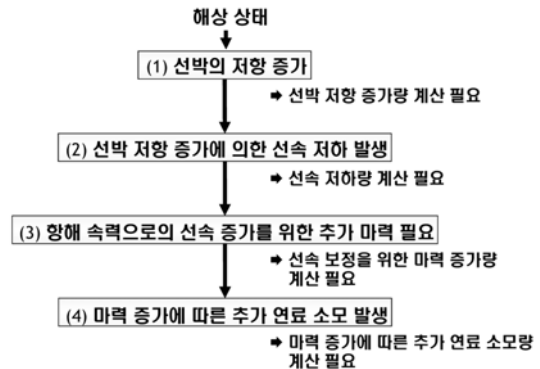 해상 상태
(1) 선박의 저항 증가
➡ 선박 저항 증가량 계산 필요
(2) 선박 저항 증가에 의한 선속 저하 발생
➡ 선속 저하량 계산 필요
(3) 항해 속력으로의 선속 증가를 위한 추가 마력 필요
➡ 선속 보정을 위한 마력 증가량
계산 필요
(4) 마력 증가에 따른 추가 연료 소모 발생
➡ 마력 증가에 따른 추가 연료 소모량
계산 필요